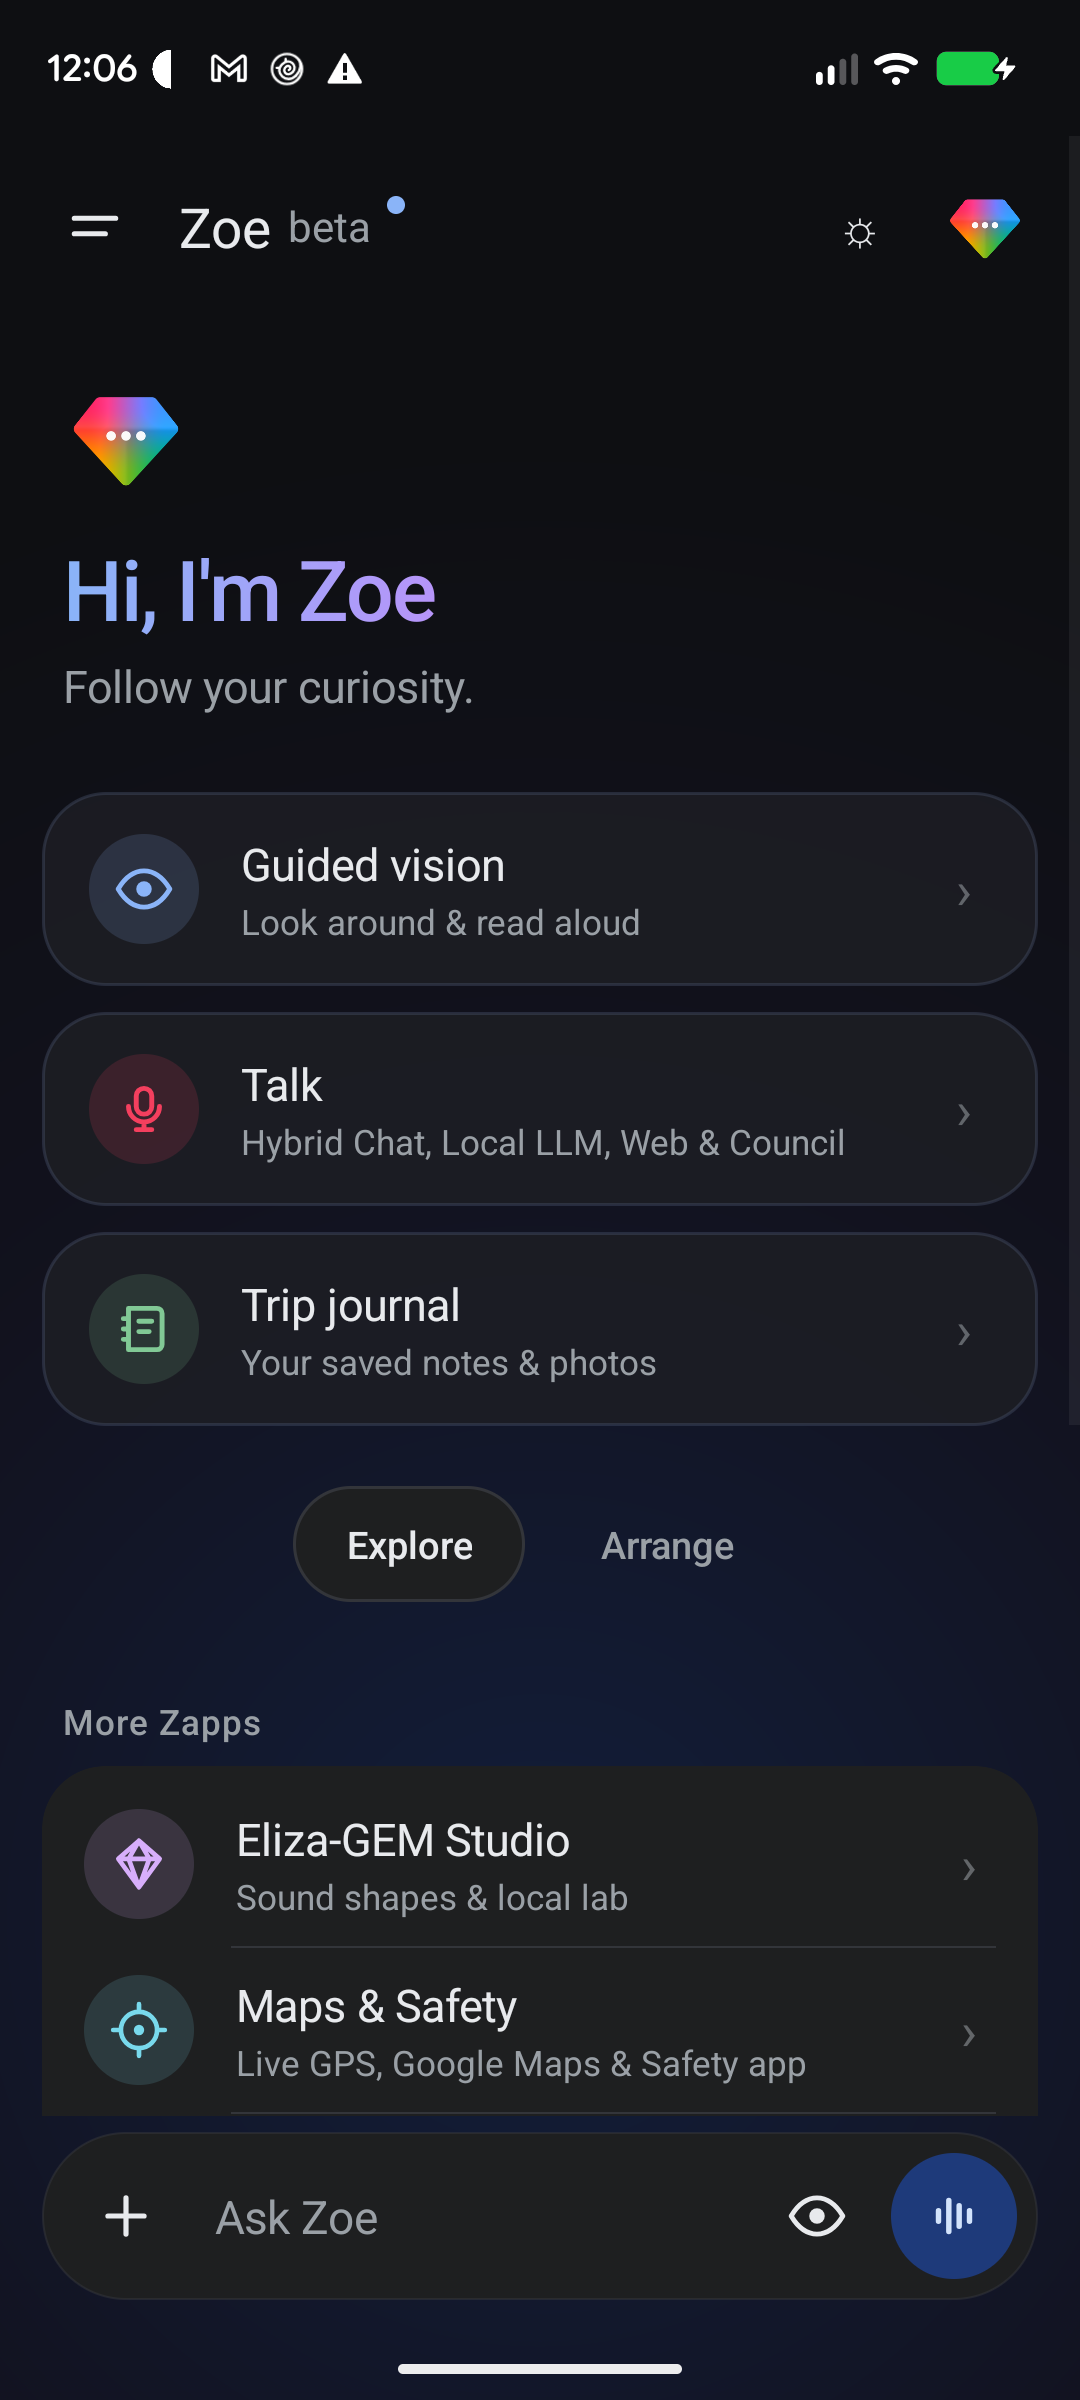 12:06
Zoe beta
Hi, I'm Zoe
Follow your curiosity.
Guided vision
Look around & read aloud
Talk
Hybrid Chat, Local LLM, Web & Council
Trip journal
Your saved notes & photos
Explore Arrange
More Zapps
Eliza-GEM Studio
Sound shapes & local lab
Maps & Safety
Live GPS, Google Maps & Safety app
Ask Zoe